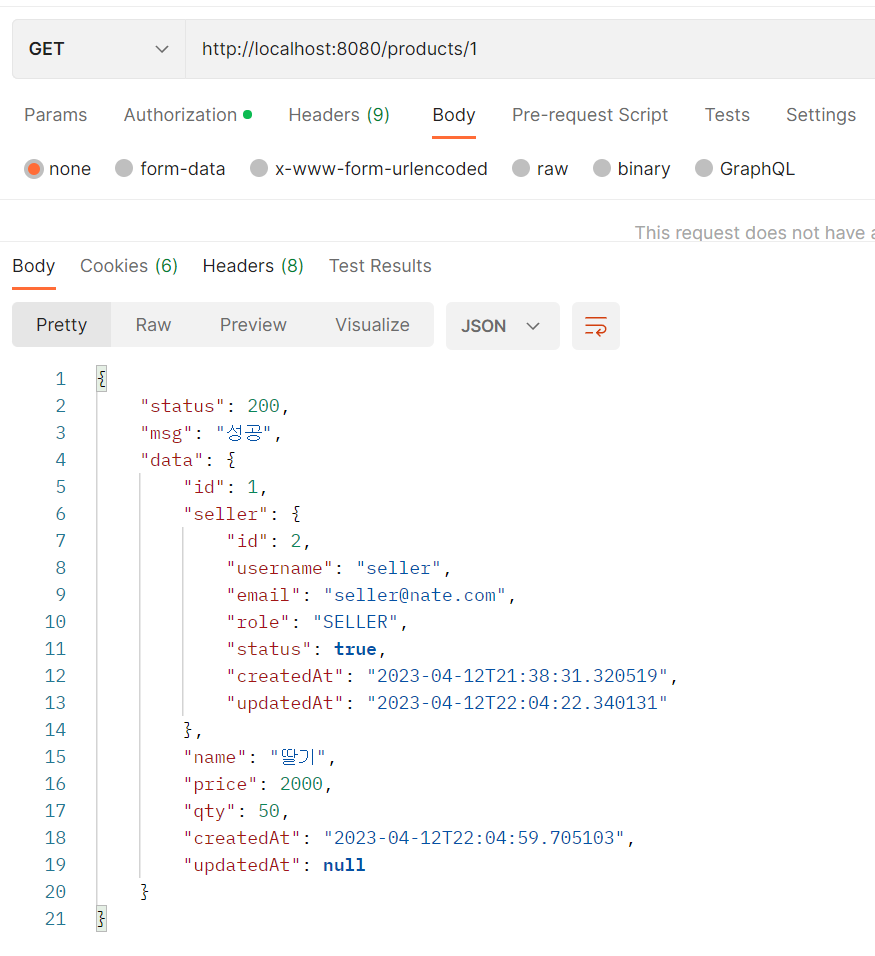 GET http://localhost:8080/products/1
Params Authorization Headers (9) Body Pre-request Script Tests Settings
none form-data x-www-form-urlencoded raw binary GraphQL
This request does not have a
Body Cookies (6) Headers (8) Test Results
Pretty Raw Preview Visualize JSON
1 {
2 "status": 200,
3 "msg": "성공",
4 "data": {
5 "id": 1,
6 "seller": {
7 "id": 2,
8 "username": "seller",
9 "email": "seller@nate.com",
10 "role": "SELLER",
11 "status": true,
12 "createdAt": "2023-04-12T21:38:31.320519",
13 "updatedAt": "2023-04-12T22:04:22.340131"
14 },
15 "name": "딸기",
16 "price": 2000,
17 "qty": 50,
18 "createdAt": "2023-04-12T22:04:59.705103",
19 "updatedAt": null
20 }
21 }